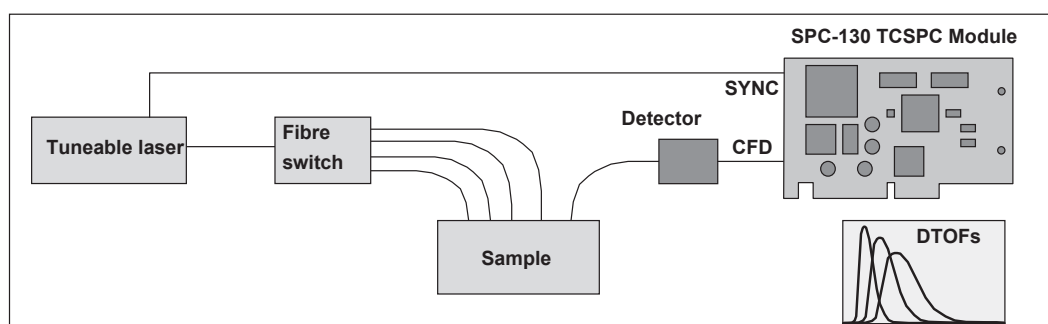 SPC-130 TCSPC Module
SYNC
Tuneable laser
Fibre
switch
Detector
CFD
Sample
DTOFs